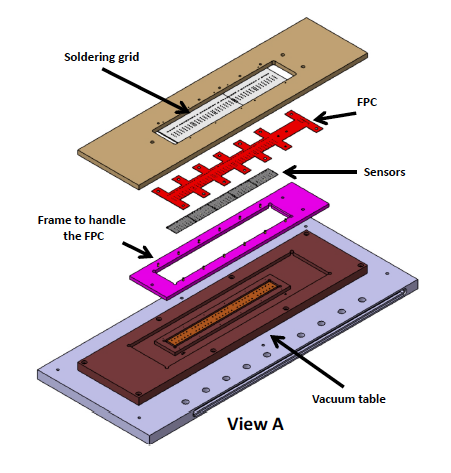 Soldering grid
FPC
Sensors
Frame to handle
the FPC
Vacuum table
View A